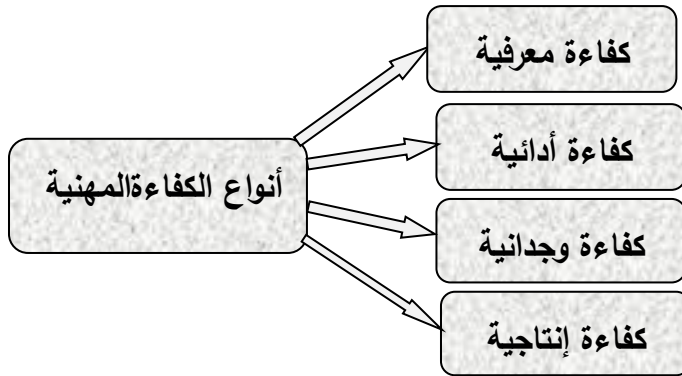 كفاءة معرفية
كفاءة أدائية
أنواع الكفاءةالمهنية
كفاءة وجدانية
كفاءة إنتاجية